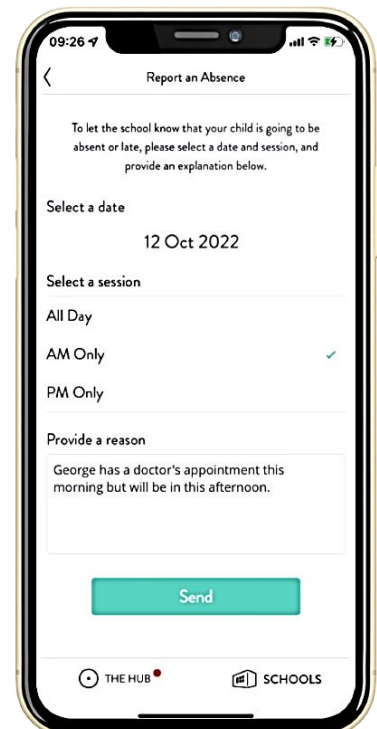 09:26
Report an Absence
To let the school know that your child is going to be
absent or late, please select a date and session, and
provide an explanation below.
Select a date
12 Oct 2022
Select a session
All Day
AM Only
PM Only
Provide a reason
George has a doctor's appointment this
morning but will be in this afternoon.
Send
THE HUB
SCHOOLS